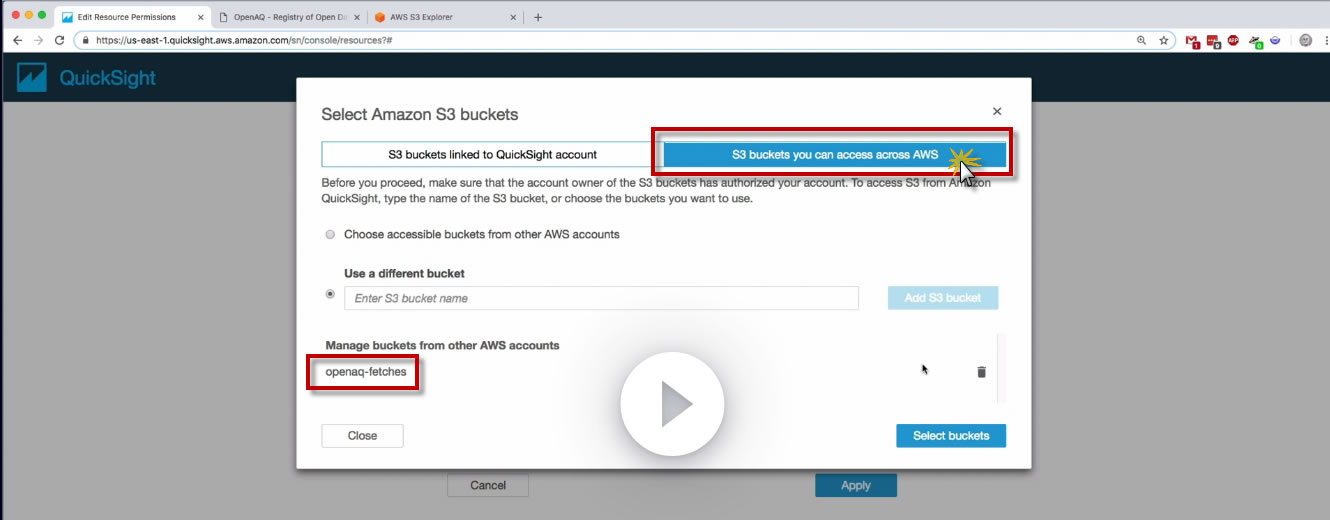 Edit Resource Permissions
OpenAQ - Registry of Open Da
AWS S3 Explorer
https://us-east-1.quicksight.aws.amazon.com/sn/console/resources?#
QuickSight
Select Amazon S3 buckets
S3 buckets linked to QuickSight account
S3 buckets you can access across AWS
Before you proceed, make sure that the account owner of the S3 buckets has authorized your account. To access S3 from Amazon
QuickSight, type the name of the S3 bucket, or choose the buckets you want to use.
Choose accessible buckets from other AWS accounts
Use a different bucket
Enter S3 bucket name
Add S3 bucket
Manage buckets from other AWS accounts
openaq-fetches
Close
Select buckets
Cancel
Apply